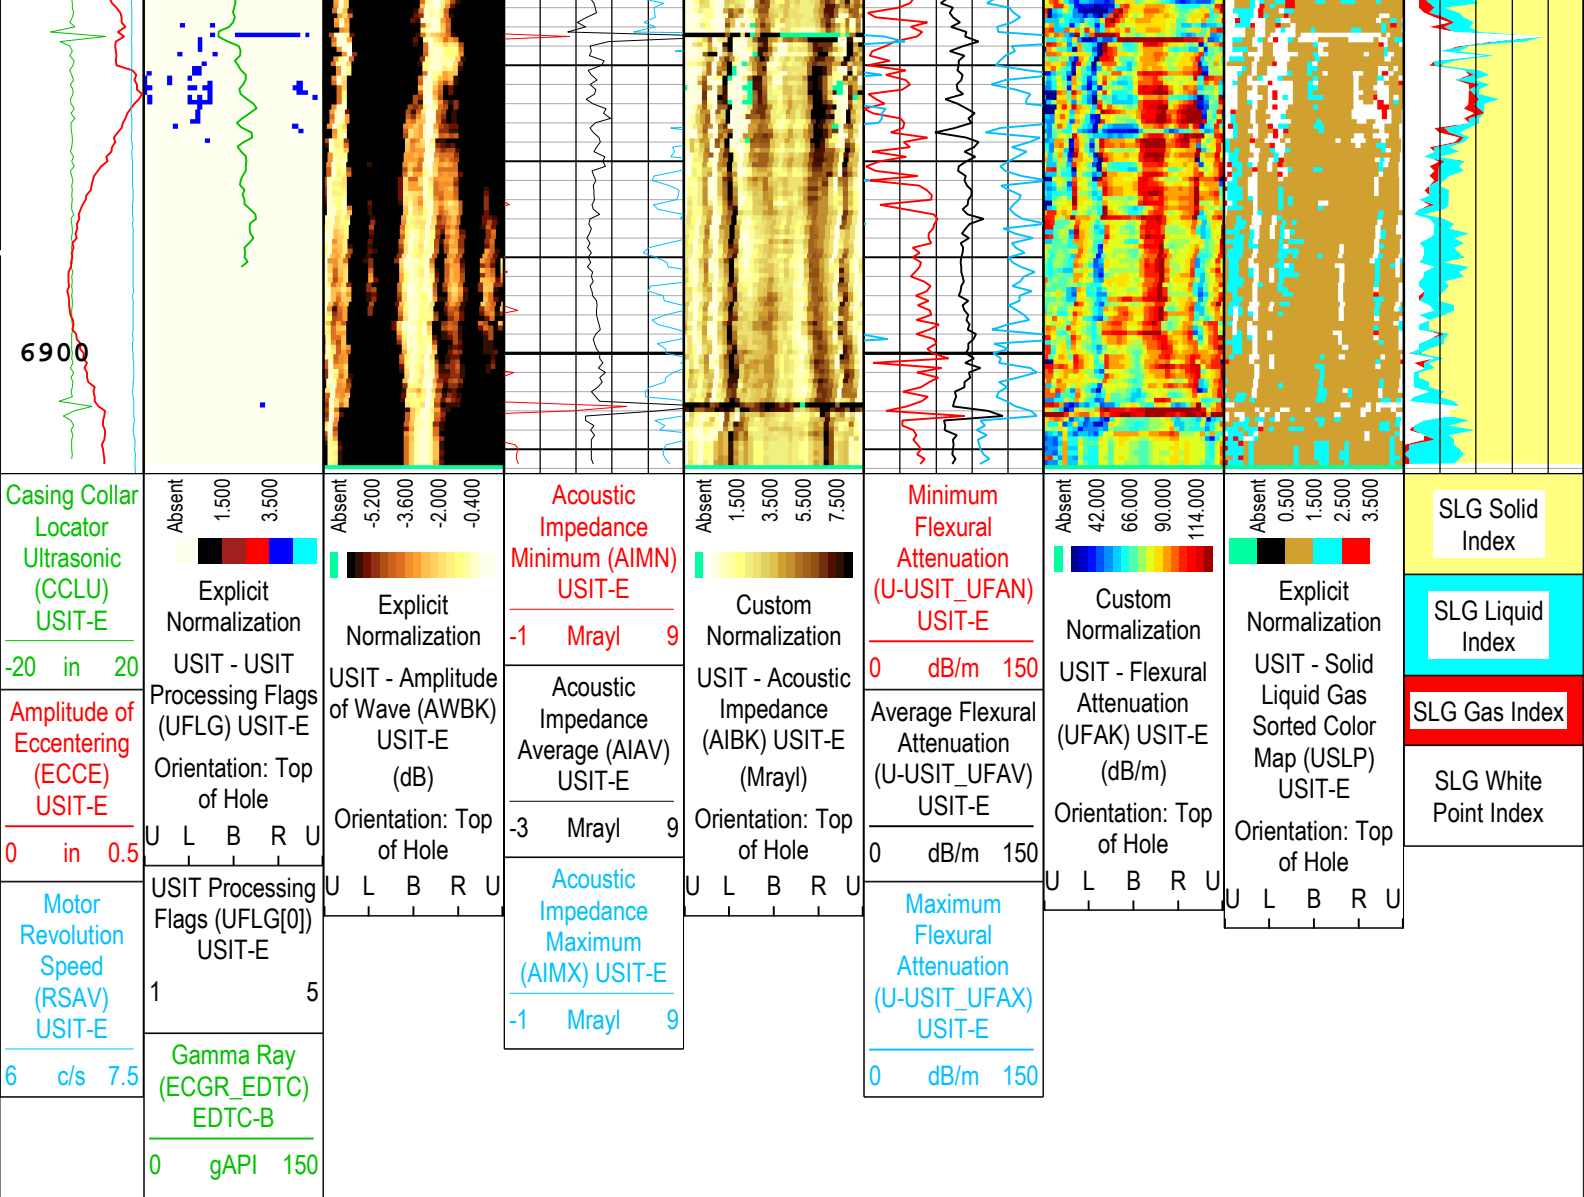 6900
Casing Collar
Locator
Ultrasonic
(CCLU)
USIT-E
-20 in 20
Amplitude of
Eccentering
(ECCE)
USIT-E
0 in 0.5
Motor
Revolution
Speed
(RSAV)
USIT-E
6 c/s 7.5
Absent 1.500 3.500
Explicit
Normalization
USIT - USIT
Processing Flags
(UFLG) USIT-E
Orientation: Top
of Hole
U L B R U
USIT Processing
Flags (UFLG[0])
USIT-E
1 5
Gamma Ray
(ECGR_EDTC)
EDTC-B
0 gAPI 150
Absent -5.200 -3.600 -2.000 -0.400
Explicit
Normalization
USIT - Amplitude
of Wave (AWBK)
USIT-E
(dB)
Orientation: Top
of Hole
U L B R U
Acoustic
Impedance
Minimum (AIMN)
USIT-E
-1 Mrayl 9
Acoustic
Impedance
Average (AIAV)
USIT-E
-3 Mrayl 9
Acoustic
Impedance
Maximum
(AIMX) USIT-E
-1 Mrayl 9
Absent 1.500 3.500 5.500 7.500
Custom
Normalization
USIT - Acoustic
Impedance
(AIBK) USIT-E
(Mrayl)
Orientation: Top
of Hole
U L B R U
Minimum
Flexural
Attenuation
(U-USIT_UFAN)
USIT-E
0 dB/m 150
Average Flexural
Attenuation
(U-USIT_UFAV)
USIT-E
0 dB/m 150
Maximum
Flexural
Attenuation
(U-USIT_UFAX)
USIT-E
0 dB/m 150
Absent 42.000 66.000 90.000 114.000
Custom
Normalization
USIT - Flexural
Attenuation
(UFAK) USIT-E
(dB/m)
Orientation: Top
of Hole
U L B R U
Absent 0.500 1.500 2.500 3.500
Explicit
Normalization
USIT - Solid
Liquid Gas
Sorted Color
Map (USLP)
USIT-E
Orientation: Top
of Hole
U L B R U
SLG Solid
Index
SLG Liquid
Index
SLG Gas Index
SLG White
Point Index